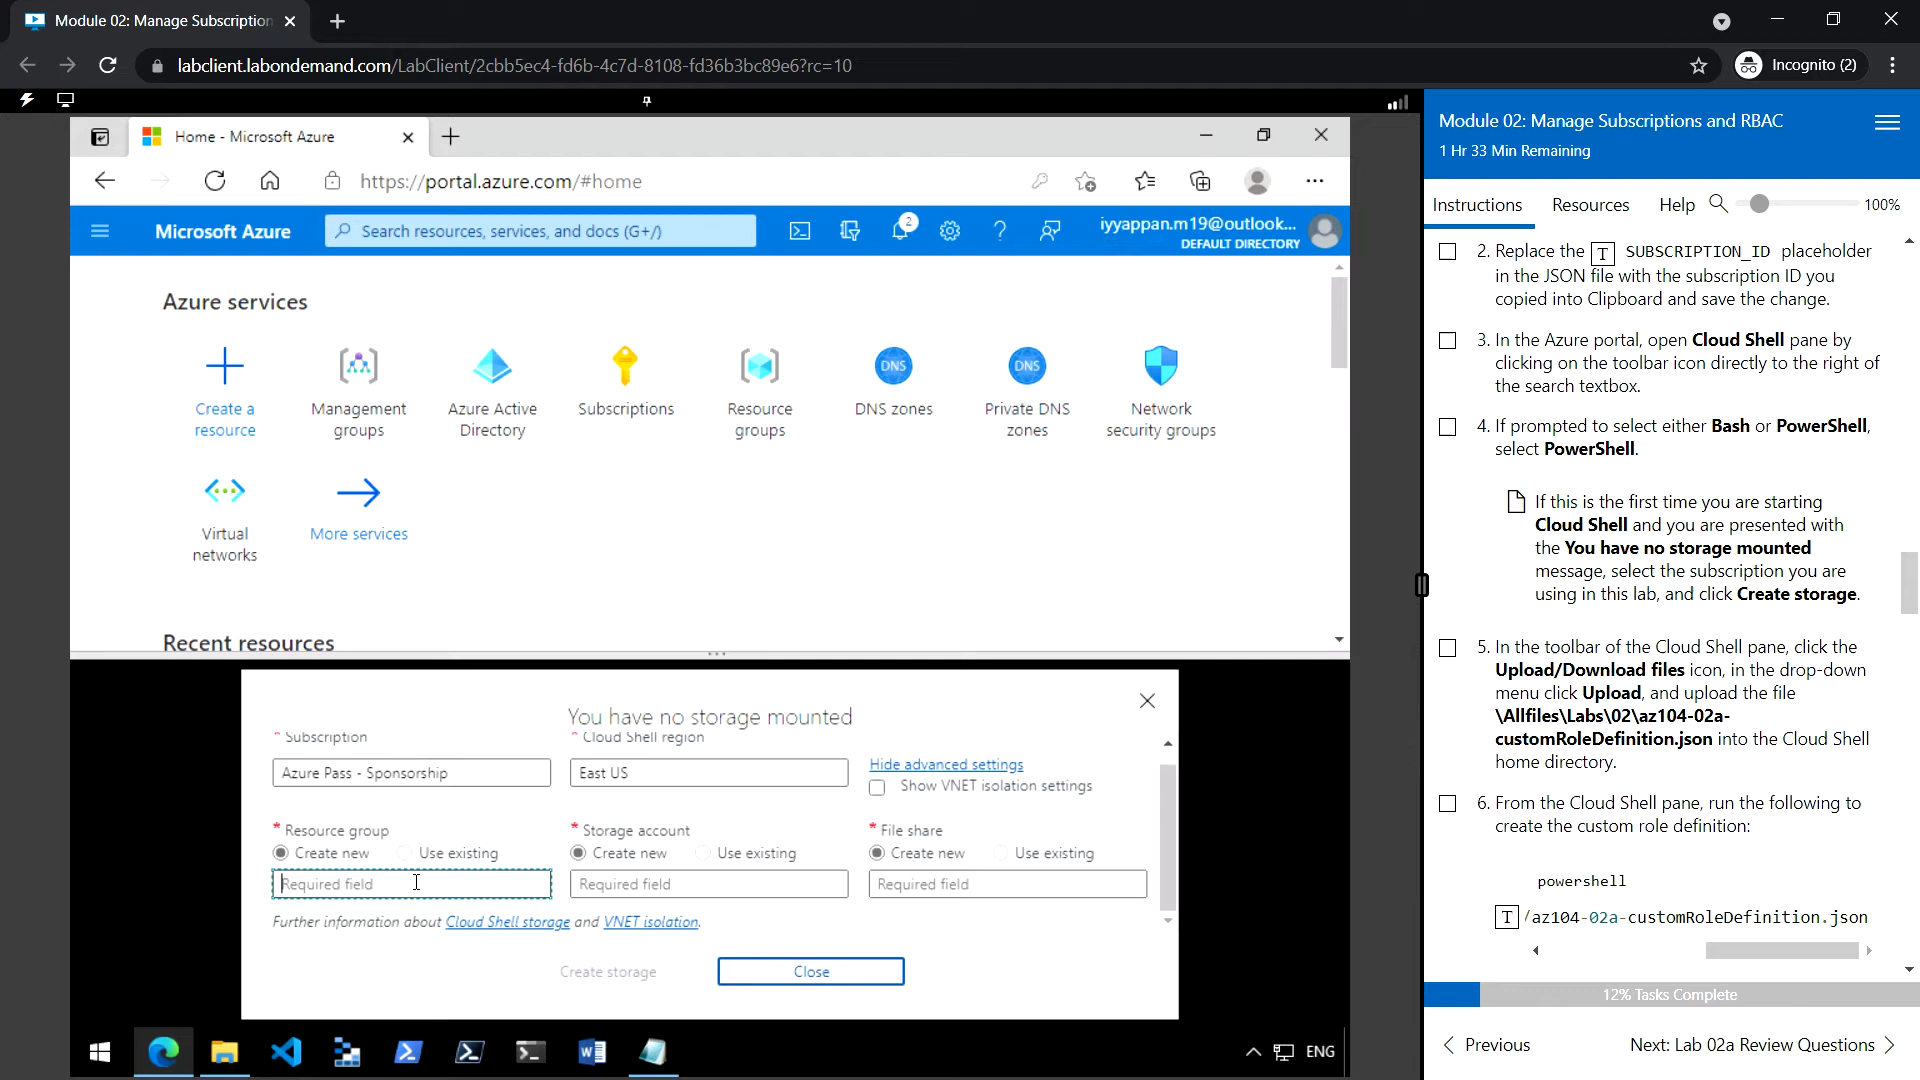 Module 02: Manage Subscription
labclient.labondemand.com/LabClient/2cbb5ec4-fd6b-4c7d-8108-fd36b3bc89e6?rc=10
Incognito (2)
Home - Microsoft Azure
https://portal.azure.com/#home
Microsoft Azure
Search resources, services, and docs (G+/)
2
iyyappan.m19@outlook...
DEFAULT DIRECTORY
Azure services
Create a
resource
Management
groups
Azure Active
Directory
Subscriptions
Resource
groups
DNS
DNS zones
DNS
Private DNS
zones
Network
security groups
Virtual
networks
More services
Recent resources
You have no storage mounted
* Subscription
* Cloud Shell region
Azure Pass - Sponsorship
East US
Hide advanced settings
Show VNET isolation settings
* Resource group
* Storage account
* File share
Create new
Use existing
Create new
Use existing
Create new
Use existing
Required field
Required field
Required field
Further information about Cloud Shell storage and VNET isolation.
Create storage
Close
ENG
Module 02: Manage Subscriptions and RBAC
1 Hr 33 Min Remaining
Instructions
Resources
Help
100%
2. Replace the T SUBSCRIPTION_ID placeholder
in the JSON file with the subscription ID you
copied into Clipboard and save the change.
3. In the Azure portal, open Cloud Shell pane by
clicking on the toolbar icon directly to the right of
the search textbox.
4. If prompted to select either Bash or PowerShell,
select PowerShell.
If this is the first time you are starting
Cloud Shell and you are presented with
the You have no storage mounted
message, select the subscription you are
using in this lab, and click Create storage.
5. In the toolbar of the Cloud Shell pane, click the
Upload/Download files icon, in the drop-down
menu click Upload, and upload the file
\Allfiles\Labs\02\az104-02a-
customRoleDefinition.json into the Cloud Shell
home directory.
6. From the Cloud Shell pane, run the following to
create the custom role definition:
powershell
T /az104-02a-customRoleDefinition.json
12% Tasks Complete
Previous
Next: Lab 02a Review Questions